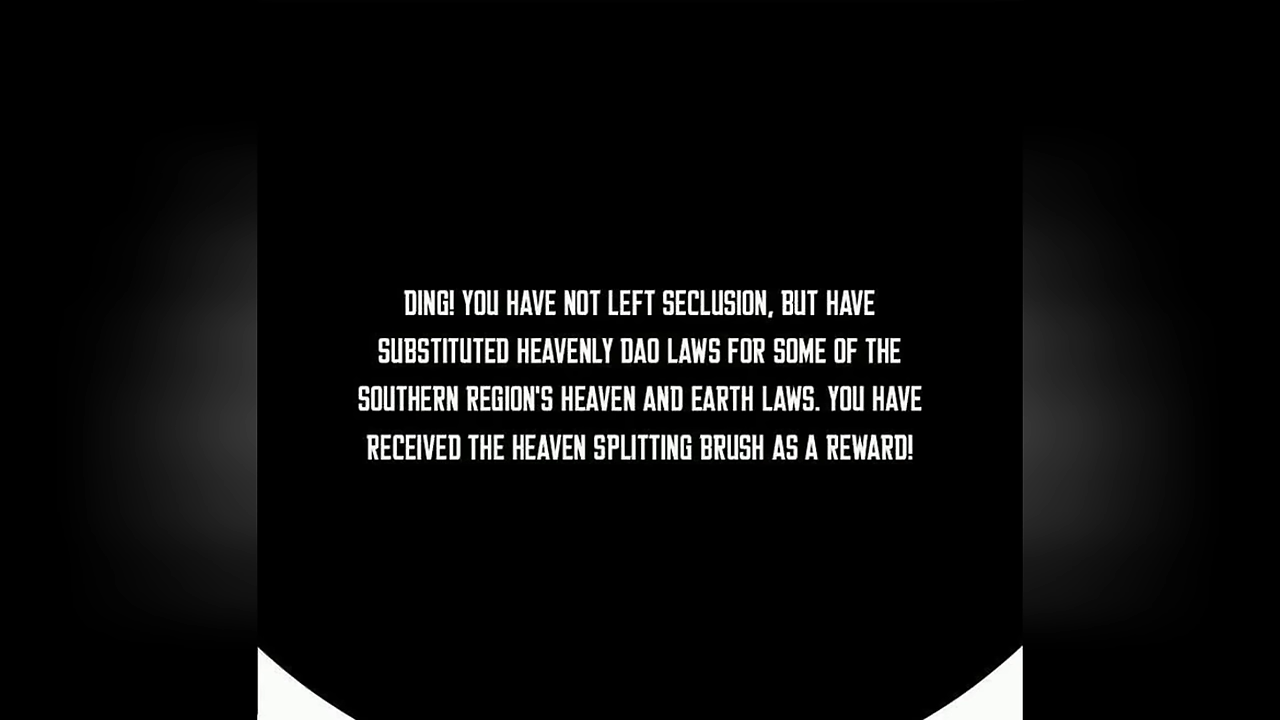 DING! YOU HAVE NOT LEFT SECLUSION, BUT HAVE
SUBSTITUTED HEAVENLY DAO LAWS FOR SOME OF THE
SOUTHERN REGION'S HEAVEN AND EARTH LAWS. YOU HAVE
RECEIVED THE HEAVEN SPLITTING BRUSH AS A REWARD!